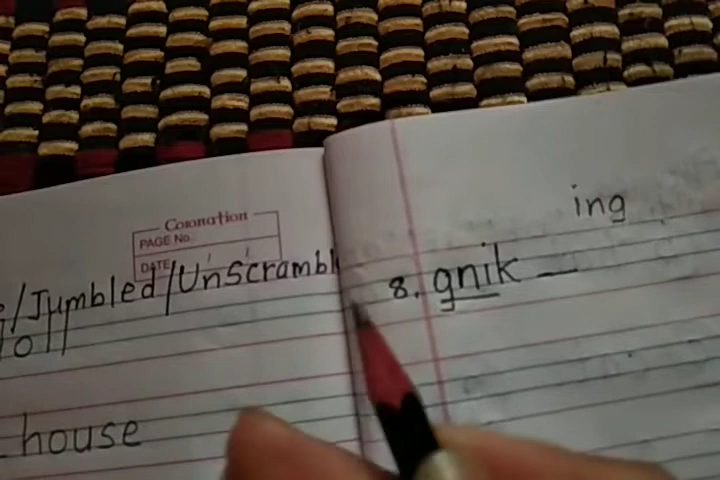 Coronation
PAGE No.
DATE
/Jumbled/UnScrambl
house
ing
8. gnik —